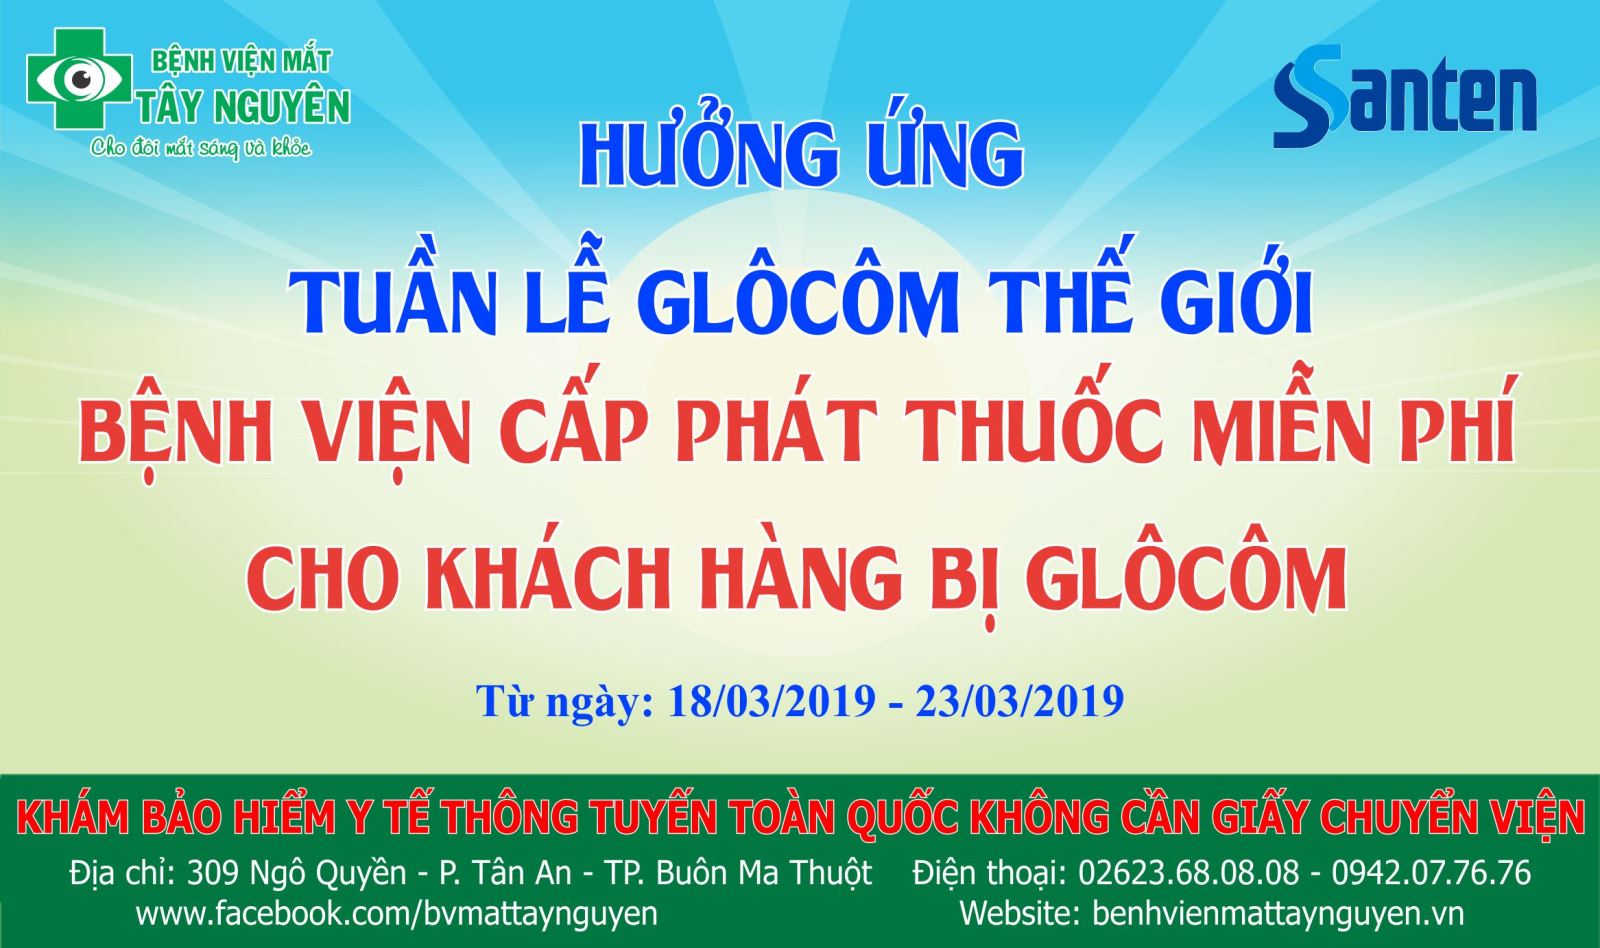 BỆNH VIỆN MẮT
TÂY NGUYÊN
Cho đôi mắt sáng và khỏe
Santen
HƯỞNG ỨNG
TUẦN LỄ GLÔCÔM THẾ GIỚI
BỆNH VIỆN CẤP PHÁT THUỐC MIỄN PHÍ
CHO KHÁCH HÀNG BỊ GLÔCÔM
Từ ngày: 18/03/2019 - 23/03/2019
KHÁM BẢO HIỂM Y TẾ THÔNG TUYẾN TOÀN QUỐC KHÔNG CẦN GIẤY CHUYỂN VIỆN
Địa chỉ: 309 Ngô Quyền - P. Tân An - TP. Buôn Ma Thuột Điện thoại: 02623.68.08.08 - 0942.07.76.76
www.facebook.com/bvmattaynguyen Website: benhvienmattaynguyen.vn